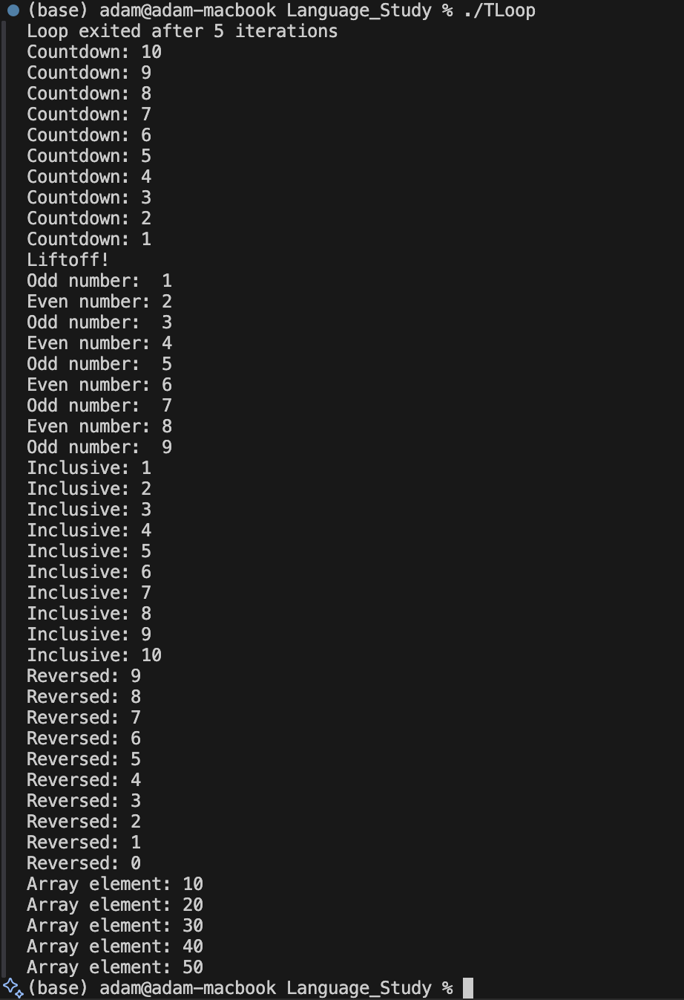 (base) adam@adam-macbook Language_Study % ./TLoop
Loop exited after 5 iterations
Countdown: 10
Countdown: 9
Countdown: 8
Countdown: 7
Countdown: 6
Countdown: 5
Countdown: 4
Countdown: 3
Countdown: 2
Countdown: 1
Liftoff!
Odd number:  1
Even number: 2
Odd number:  3
Even number: 4
Odd number:  5
Even number: 6
Odd number:  7
Even number: 8
Odd number:  9
Inclusive: 1
Inclusive: 2
Inclusive: 3
Inclusive: 4
Inclusive: 5
Inclusive: 6
Inclusive: 7
Inclusive: 8
Inclusive: 9
Inclusive: 10
Reversed: 9
Reversed: 8
Reversed: 7
Reversed: 6
Reversed: 5
Reversed: 4
Reversed: 3
Reversed: 2
Reversed: 1
Reversed: 0
Array element: 10
Array element: 20
Array element: 30
Array element: 40
Array element: 50
(base) adam@adam-macbook Language_Study %